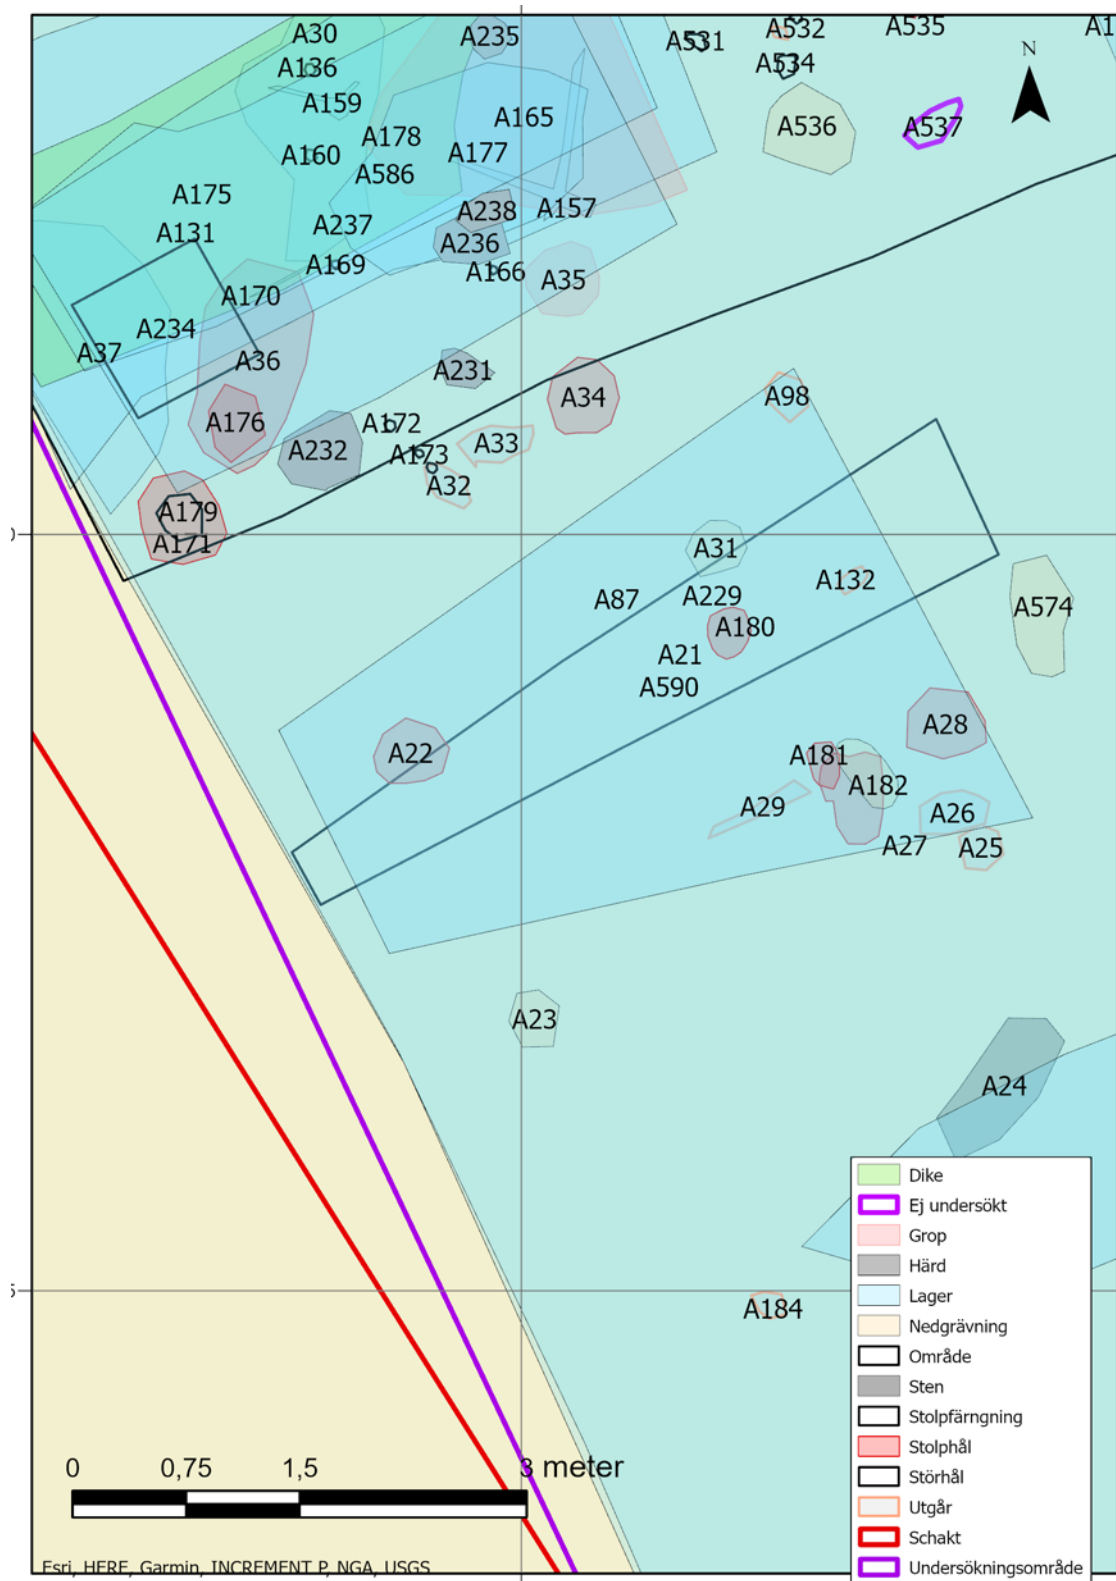 A30
A235
A531
A532
A535
A1
A136
A534
N
A159
A165
A178
A536
A537
A160
A177
A586
A175
A238
A157
A131
A237
A236
A169
A166
A35
A170
A234
A37
A36
A231
A34
A98
A176
A172
A33
A232
A173
A32
A179
A171
0
A31
A132
A87
A229
A574
A180
A21
A590
A28
A22
A181
A182
A29
A26
A27
A25
A23
A24
A184
5
Dike
Ej undersökt
Grop
Härd
Lager
Nedgrävning
Område
Sten
Stolpfärngning
Stolphål
Störhål
Utgår
Schakt
Undersökningsområde
0 0,75 1,5 3 meter
Esri, HERE, Garmin, INCREMENT P, NGA, USGS